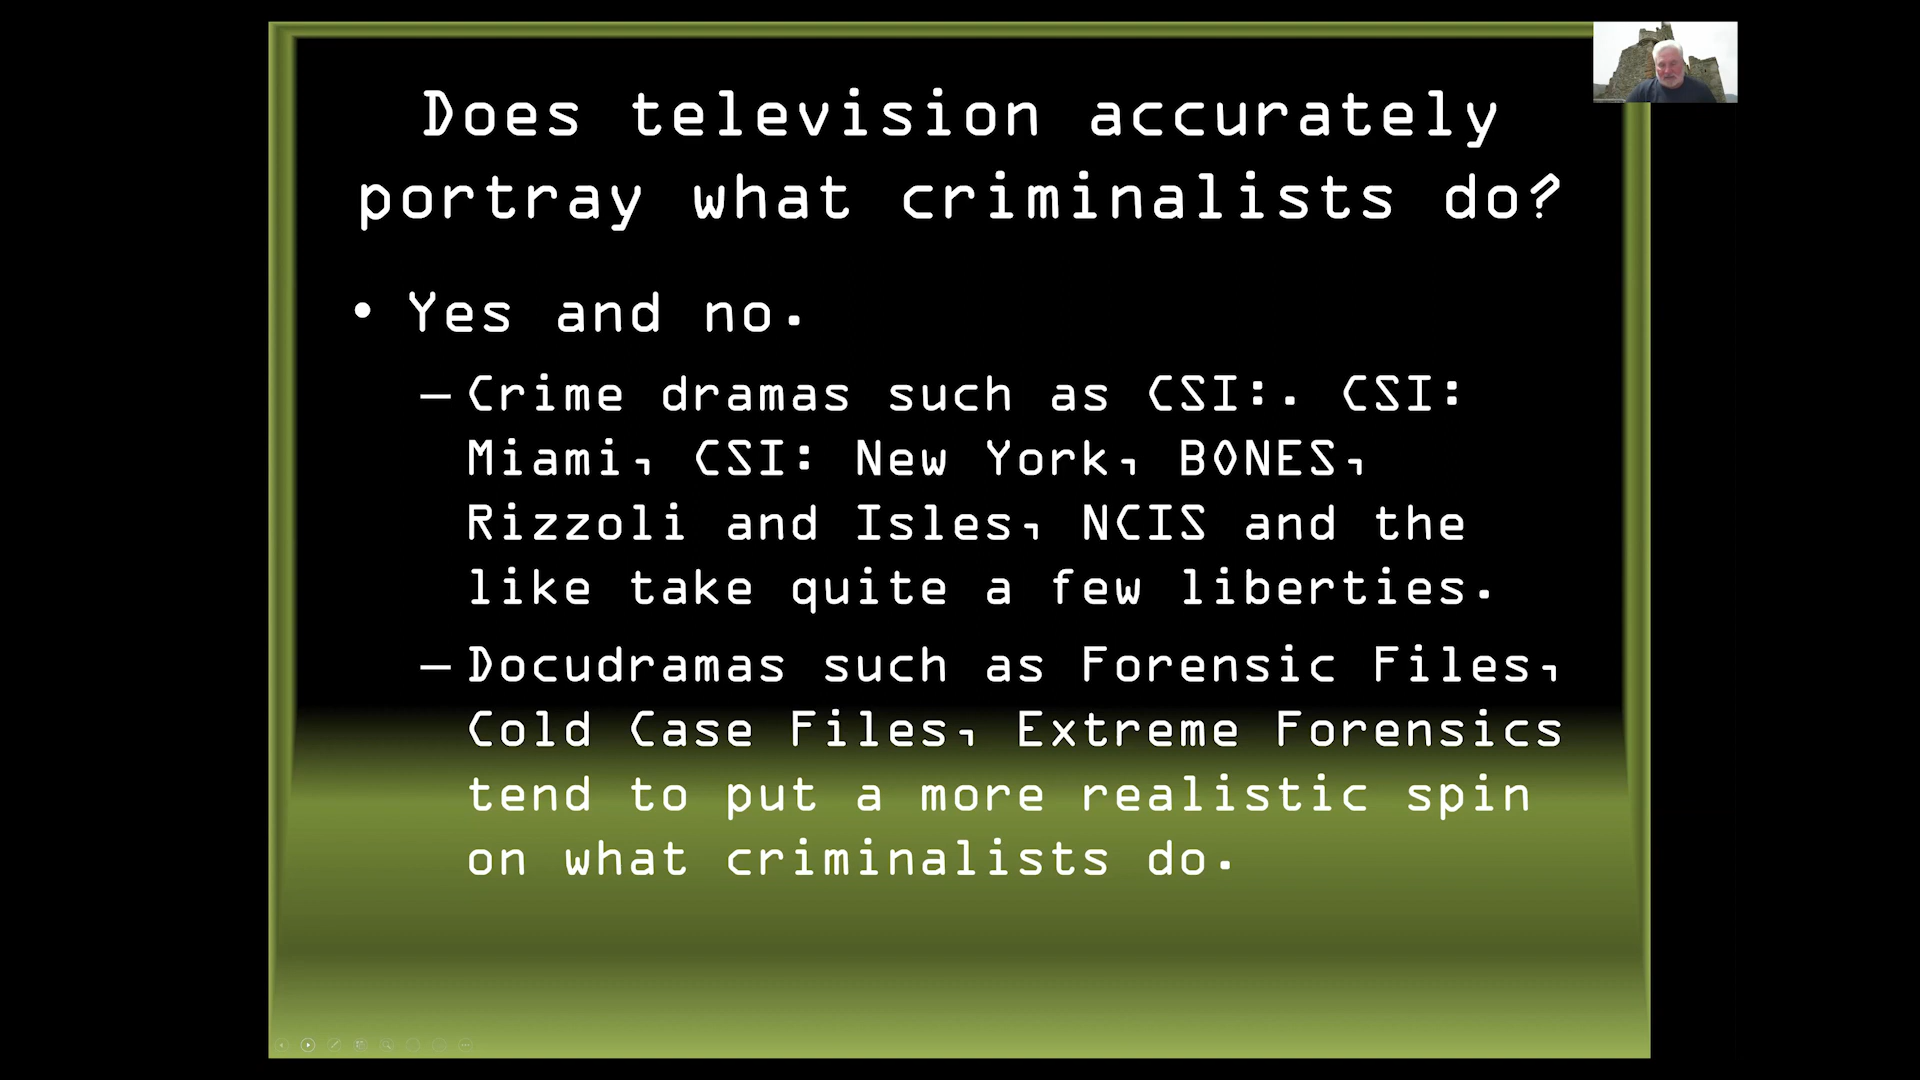 Does television accurately
portray what criminalists do?
• Yes and no.
– Crime dramas such as CSI:. CSI:
Miami, CSI: New York, BONES,
Rizzoli and Isles, NCIS and the
like take quite a few liberties.
– Docudramas such as Forensic Files,
Cold Case Files, Extreme Forensics
tend to put a more realistic spin
on what criminalists do.